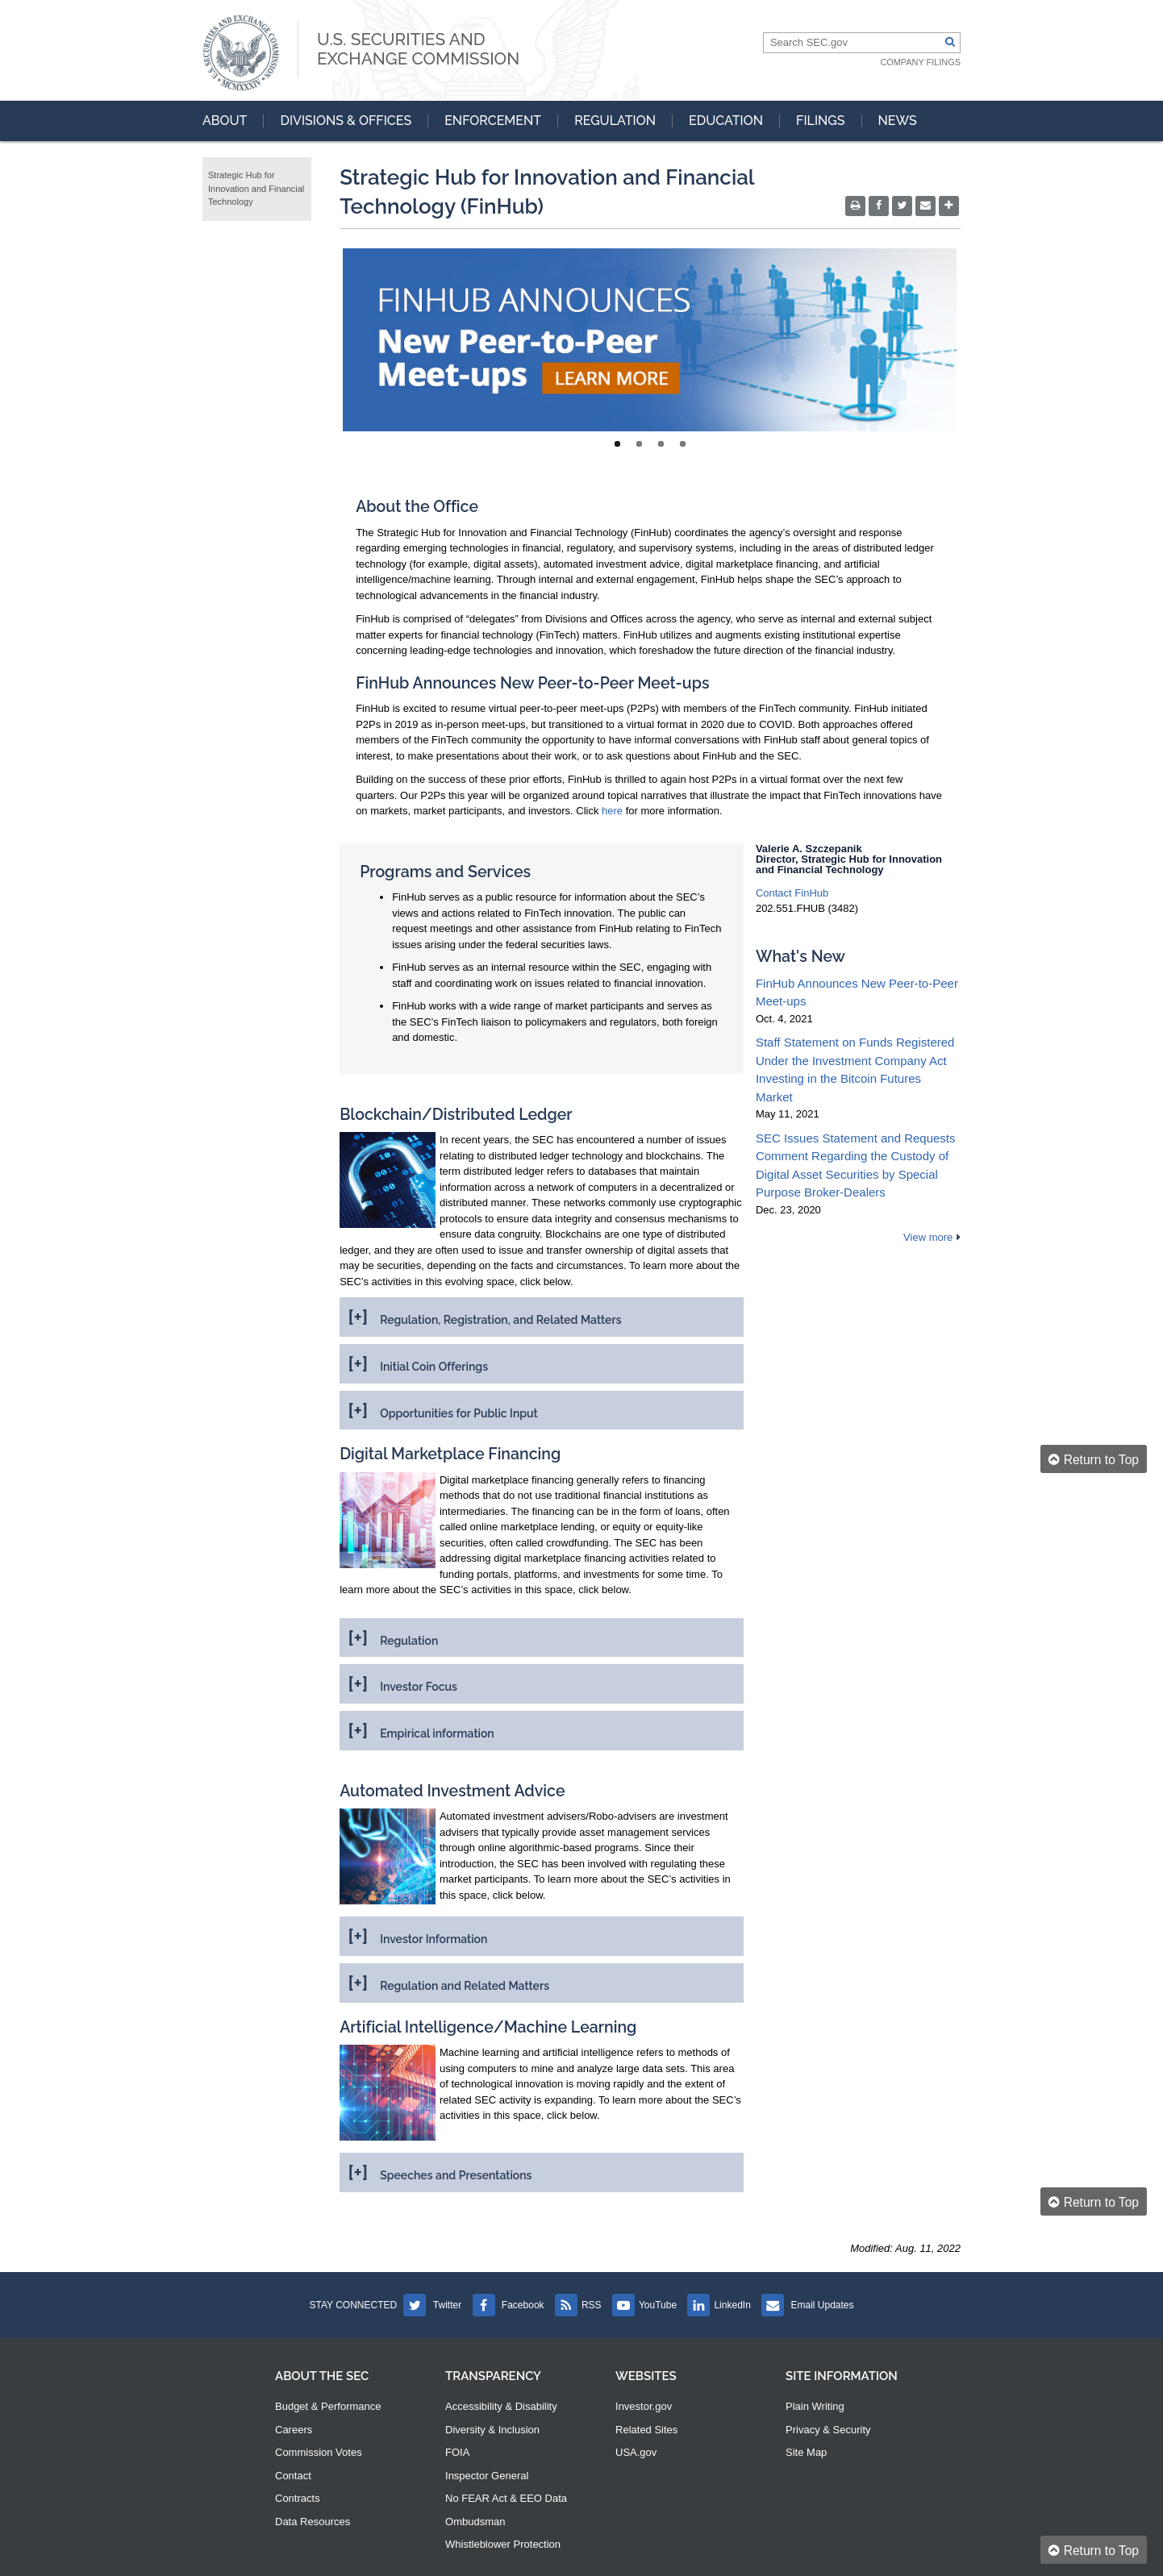 U.S. SECURITIES AND
EXCHANGE COMMISSION
Search SEC.gov
COMPANY FILINGS
ABOUT
DIVISIONS & OFFICES
ENFORCEMENT
REGULATION
EDUCATION
FILINGS
NEWS
Strategic Hub for
Innovation and Financial
Technology
Strategic Hub for Innovation and Financial
Technology (FinHub)
FINHUB ANNOUNCES
New Peer-to-Peer
Meet-ups
LEARN MORE
About the Office
The Strategic Hub for Innovation and Financial Technology (FinHub) coordinates the agency’s oversight and response
regarding emerging technologies in financial, regulatory, and supervisory systems, including in the areas of distributed ledger
technology (for example, digital assets), automated investment advice, digital marketplace financing, and artificial
intelligence/machine learning. Through internal and external engagement, FinHub helps shape the SEC’s approach to
technological advancements in the financial industry.
FinHub is comprised of “delegates” from Divisions and Offices across the agency, who serve as internal and external subject
matter experts for financial technology (FinTech) matters. FinHub utilizes and augments existing institutional expertise
concerning leading-edge technologies and innovation, which foreshadow the future direction of the financial industry.
FinHub Announces New Peer-to-Peer Meet-ups
FinHub is excited to resume virtual peer-to-peer meet-ups (P2Ps) with members of the FinTech community. FinHub initiated
P2Ps in 2019 as in-person meet-ups, but transitioned to a virtual format in 2020 due to COVID. Both approaches offered
members of the FinTech community the opportunity to have informal conversations with FinHub staff about general topics of
interest, to make presentations about their work, or to ask questions about FinHub and the SEC.
Building on the success of these prior efforts, FinHub is thrilled to again host P2Ps in a virtual format over the next few
quarters. Our P2Ps this year will be organized around topical narratives that illustrate the impact that FinTech innovations have
on markets, market participants, and investors. Click here for more information.
Programs and Services
FinHub serves as a public resource for information about the SEC’s
views and actions related to FinTech innovation. The public can
request meetings and other assistance from FinHub relating to FinTech
issues arising under the federal securities laws.
FinHub serves as an internal resource within the SEC, engaging with
staff and coordinating work on issues related to financial innovation.
FinHub works with a wide range of market participants and serves as
the SEC’s FinTech liaison to policymakers and regulators, both foreign
and domestic.
Valerie A. Szczepanik
Director, Strategic Hub for Innovation
and Financial Technology
Contact FinHub
202.551.FHUB (3482)
What's New
FinHub Announces New Peer-to-Peer
Meet-ups
Oct. 4, 2021
Staff Statement on Funds Registered
Under the Investment Company Act
Investing in the Bitcoin Futures
Market
May 11, 2021
SEC Issues Statement and Requests
Comment Regarding the Custody of
Digital Asset Securities by Special
Purpose Broker-Dealers
Dec. 23, 2020
View more
Blockchain/Distributed Ledger
In recent years, the SEC has encountered a number of issues
relating to distributed ledger technology and blockchains. The
term distributed ledger refers to databases that maintain
information across a network of computers in a decentralized or
distributed manner. These networks commonly use cryptographic
protocols to ensure data integrity and consensus mechanisms to
ensure data congruity. Blockchains are one type of distributed
ledger, and they are often used to issue and transfer ownership of digital assets that
may be securities, depending on the facts and circumstances. To learn more about the
SEC’s activities in this evolving space, click below.
[+] Regulation, Registration, and Related Matters
[+] Initial Coin Offerings
[+] Opportunities for Public Input
Digital Marketplace Financing
Digital marketplace financing generally refers to financing
methods that do not use traditional financial institutions as
intermediaries. The financing can be in the form of loans, often
called online marketplace lending, or equity or equity-like
securities, often called crowdfunding. The SEC has been
addressing digital marketplace financing activities related to
funding portals, platforms, and investments for some time. To
learn more about the SEC’s activities in this space, click below.
[+] Regulation
[+] Investor Focus
[+] Empirical information
Return to Top
Automated Investment Advice
Automated investment advisers/Robo-advisers are investment
advisers that typically provide asset management services
through online algorithmic-based programs. Since their
introduction, the SEC has been involved with regulating these
market participants. To learn more about the SEC’s activities in
this space, click below.
[+] Investor Information
[+] Regulation and Related Matters
Artificial Intelligence/Machine Learning
Machine learning and artificial intelligence refers to methods of
using computers to mine and analyze large data sets. This area
of technological innovation is moving rapidly and the extent of
related SEC activity is expanding. To learn more about the SEC’s
activities in this space, click below.
[+] Speeches and Presentations
Return to Top
Modified: Aug. 11, 2022
STAY CONNECTED
Twitter
Facebook
RSS
YouTube
LinkedIn
Email Updates
ABOUT THE SEC
Budget & Performance
Careers
Commission Votes
Contact
Contracts
Data Resources
TRANSPARENCY
Accessibility & Disability
Diversity & Inclusion
FOIA
Inspector General
No FEAR Act & EEO Data
Ombudsman
Whistleblower Protection
WEBSITES
Investor.gov
Related Sites
USA.gov
SITE INFORMATION
Plain Writing
Privacy & Security
Site Map
Return to Top